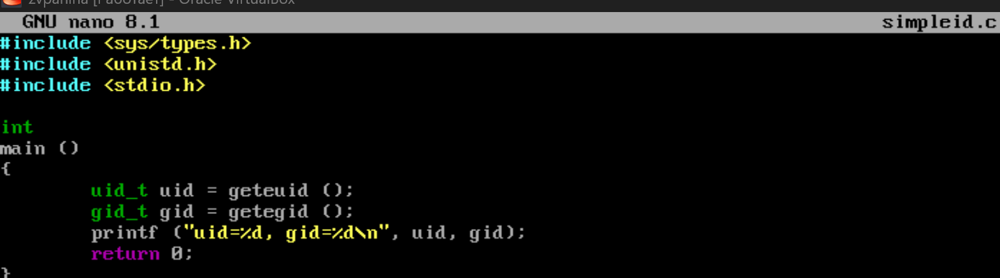 zvpanina [Работает] - Oracle VirtualBox
GNU nano 8.1 simpleid.c
#include <sys/types.h>
#include <unistd.h>
#include <stdio.h>
int
main ()
{
uid_t uid = geteuid ();
gid_t gid = getegid ();
printf ("uid=%d, gid=%d\n", uid, gid);
return 0;
}